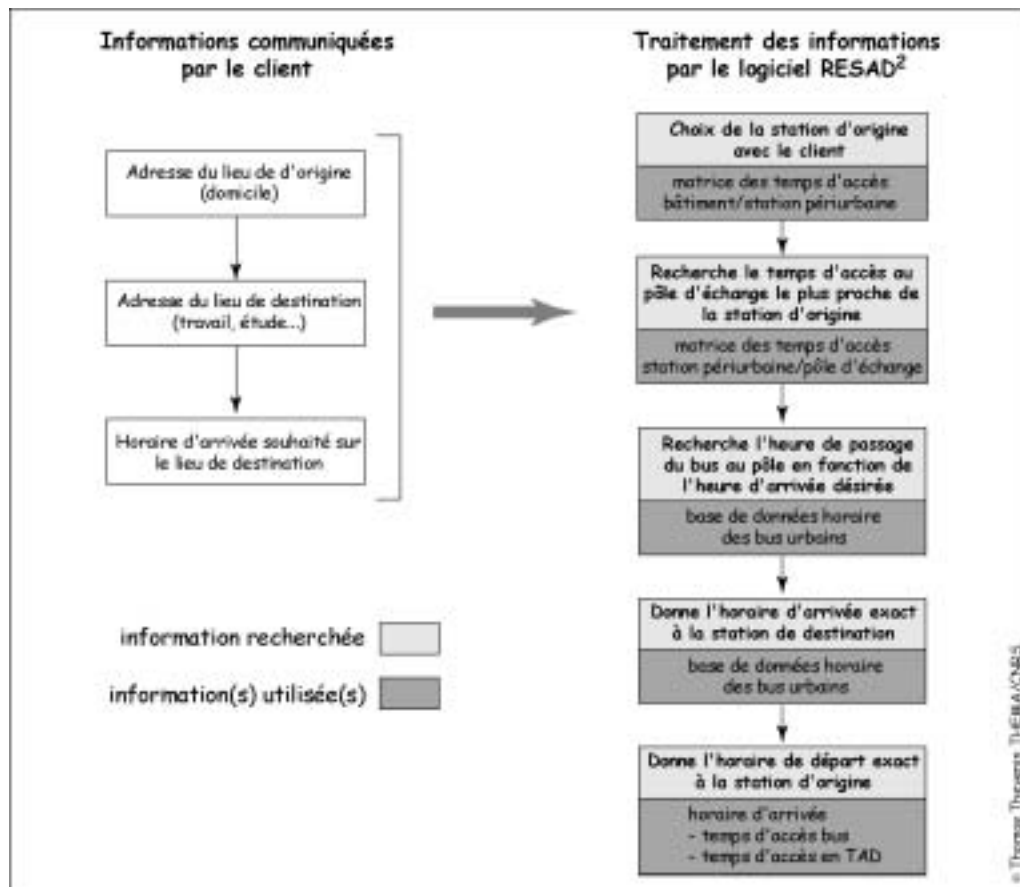 Informations communiquées
par le client
Adresse du lieu de d'origine
(domicile)
Adresse du lieu de destination
(travail, étude...)
Horaire d'arrivée souhaité sur
le lieu de destination
information recherchée
information(s) utilisée(s)
Traitement des informations
par le logiciel RESAD²
Choix de la station d'origine
avec le client
matrice des temps d'accès
bâtiment/station périurbaine
Recherche le temps d'accès au
pôle d'échange le plus proche de
la station d'origine
matrice des temps d'accès
station périurbaine/pôle d'échange
Recherche l'heure de passage
du bus au pôle en fonction de
l'heure d'arrivée désirée
base de données horaire
des bus urbains
Donne l'horaire d'arrivée exact
à la station de destination
base de données horaire
des bus urbains
Donne l'horaire de départ exact
à la station d'origine
horaire d'arrivée
- temps d'accès bus
- temps d'accès en TAD
© Thomas Thevenin THEMA/CNRS